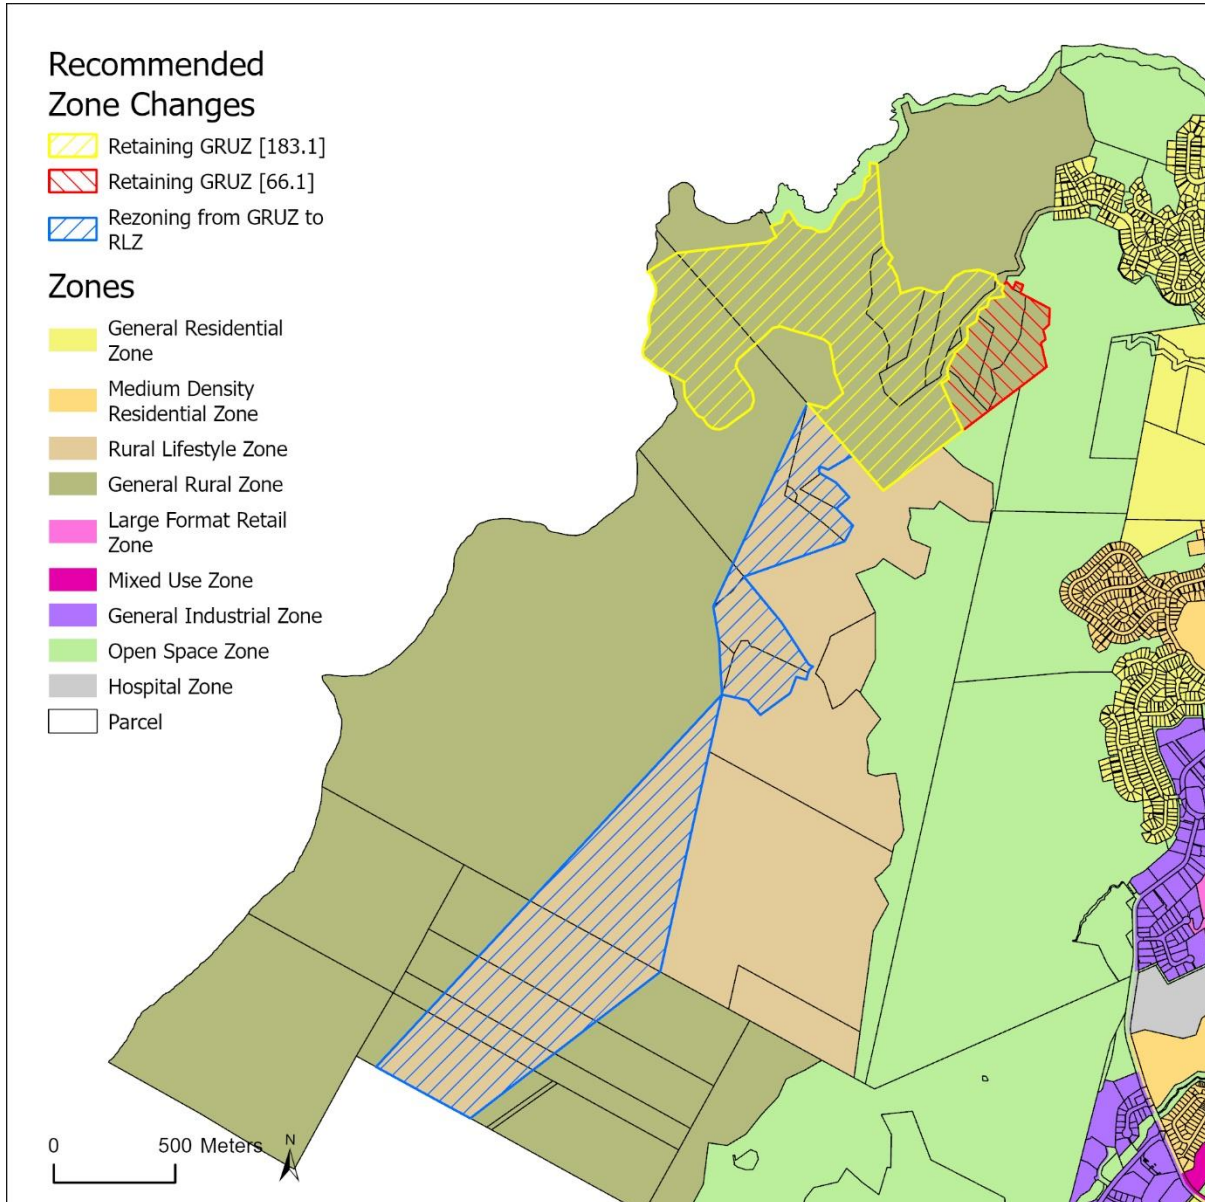 Recommended
Zone Changes
Retaining GRUZ [183.1]
Retaining GRUZ [66.1]
Rezoning from GRUZ to
RLZ
Zones
General Residential
Zone
Medium Density
Residential Zone
Rural Lifestyle Zone
General Rural Zone
Large Format Retail
Zone
Mixed Use Zone
General Industrial Zone
Open Space Zone
Hospital Zone
Parcel
0 500 Meters
N